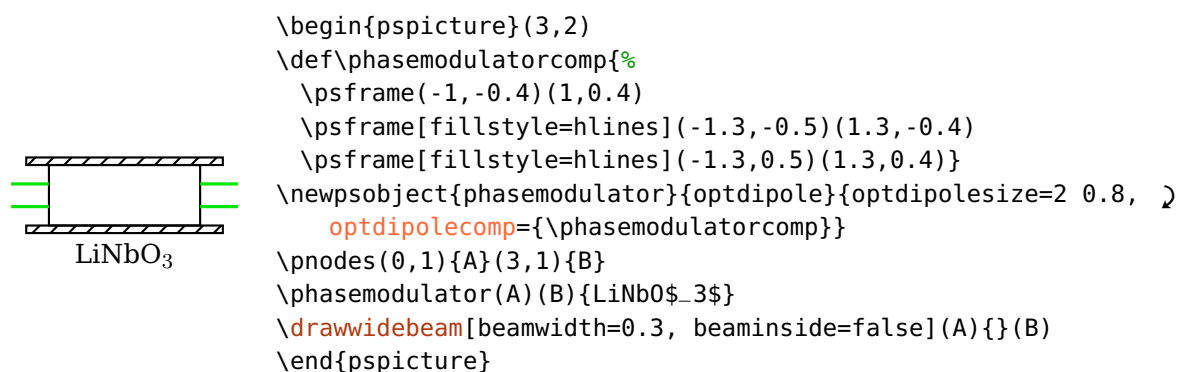 \begin{pspicture}(3,2)
\def\phasemodulatorcomp{%
  \psframe(-1,-0.4)(1,0.4)
  \psframe[fillstyle=hlines](-1.3,-0.5)(1.3,-0.4)
  \psframe[fillstyle=hlines](-1.3,0.5)(1.3,0.4)}
\newpsobject{phasemodulator}{optdipole}{optdipolesize=2 0.8,
    optdipolecomp={\phasemodulatorcomp}}
\pnodes(0,1){A}(3,1){B}
\phasemodulator(A)(B){LiNbO$_3$}
\drawwidebeam[beamwidth=0.3, beaminside=false](A){}(B)
\end{pspicture}
LiNbO₃